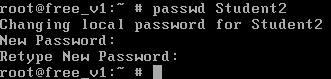 root@free_v1:~ # passwd Student2
Changing local password for Student2
New Password:
Retype New Password:
root@free_v1:~ #